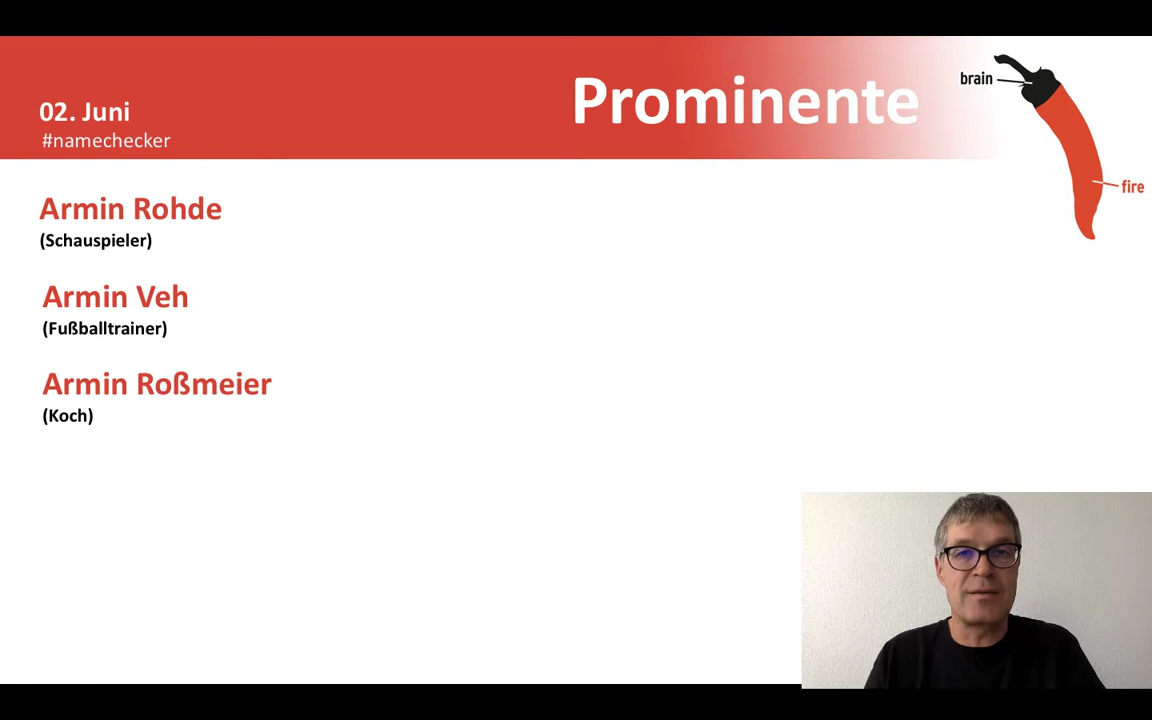 02. Juni
#namechecker
Prominente
brain
fire
Armin Rohde
(Schauspieler)
Armin Veh
(Fußballtrainer)
Armin Roßmeier
(Koch)